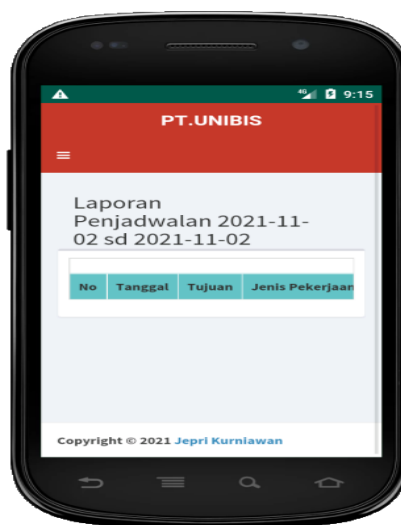 4G 9:15
PT.UNIBIS
Laporan
Penjadwalan 2021-11-
02 sd 2021-11-02
No Tanggal Tujuan Jenis Pekerjaan
Copyright © 2021 Jepri Kurniawan